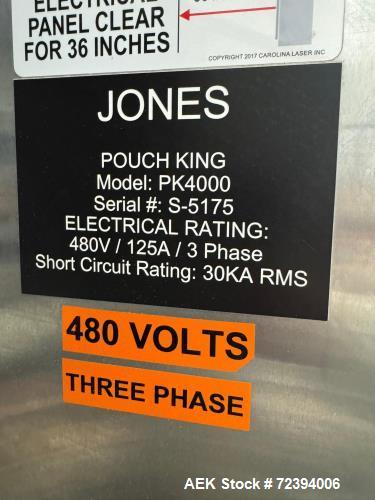 ELECTRICAL
PANEL CLEAR
FOR 36 INCHES
COPYRIGHT 2017 CAROLINA LASER INC
JONES
POUCH KING
Model: PK4000
Serial #: S-5175
ELECTRICAL RATING:
480V / 125A / 3 Phase
Short Circuit Rating: 30KA RMS
480 VOLTS
THREE PHASE
AEK Stock #72394006